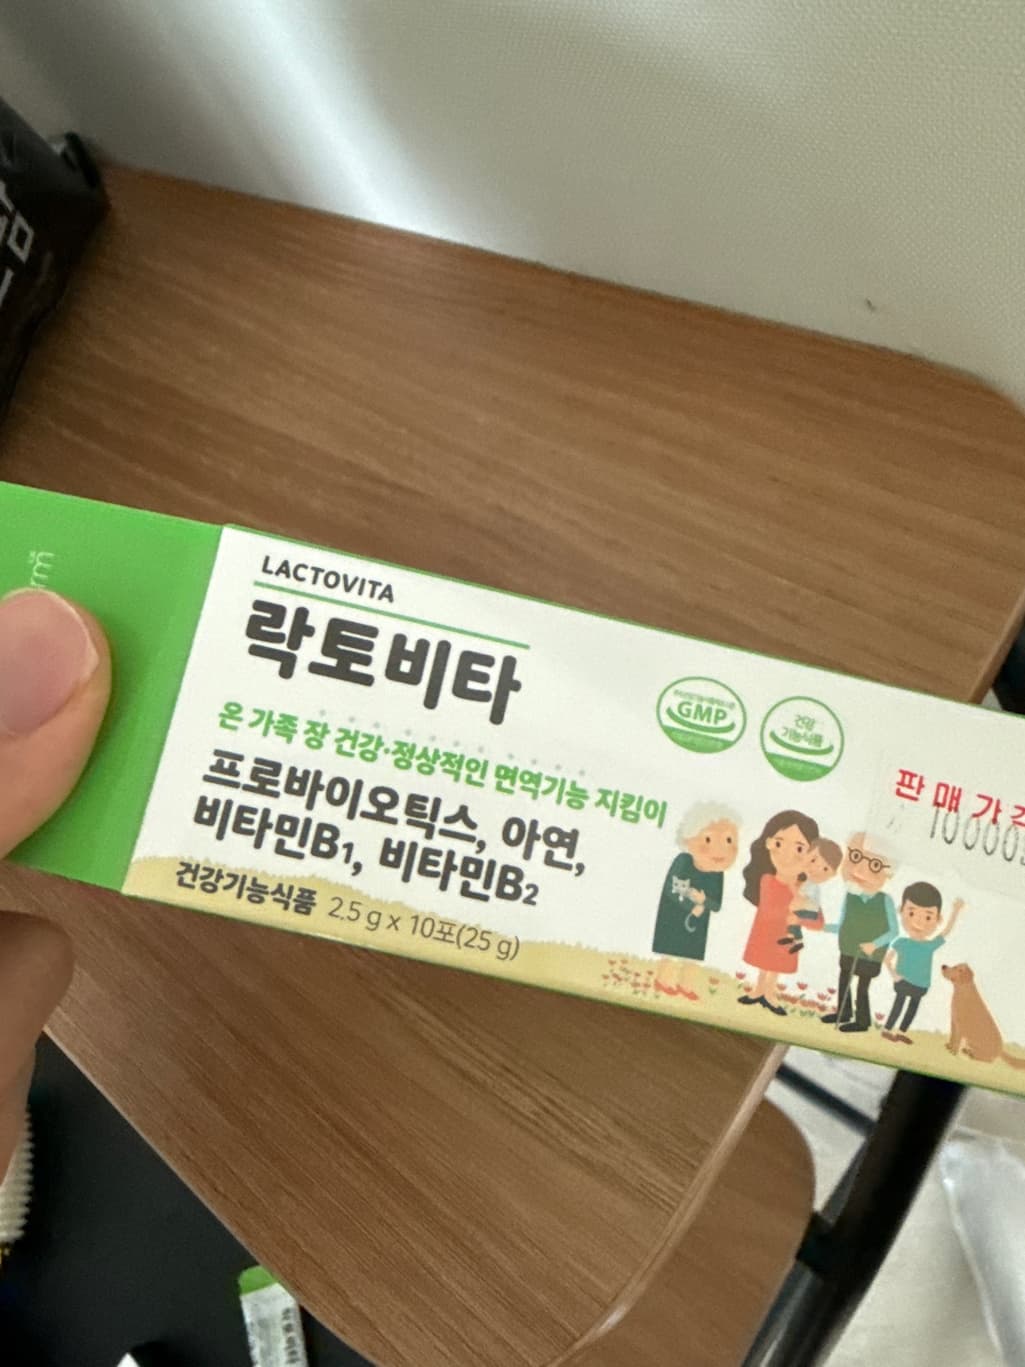 LACTOVITA
락토비타
온 가족 장 건강·정상적인 면역기능 지킴이
프로바이오틱스, 아연,
비타민B1, 비타민B2
건강기능식품 2.5 g x 10포(25 g)
GMP
건강
기능식품
판매가
10000